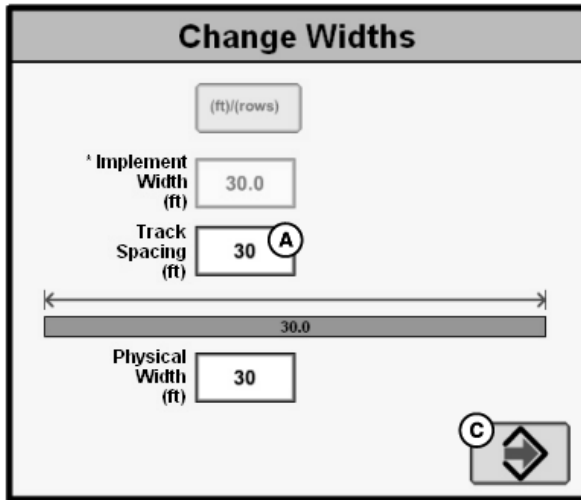 Change Widths
(ft)/(rows)
* Implement
Width
(ft)
30.0
Track
Spacing
(ft)
30
A
30.0
Physical
Width
(ft)
30
C